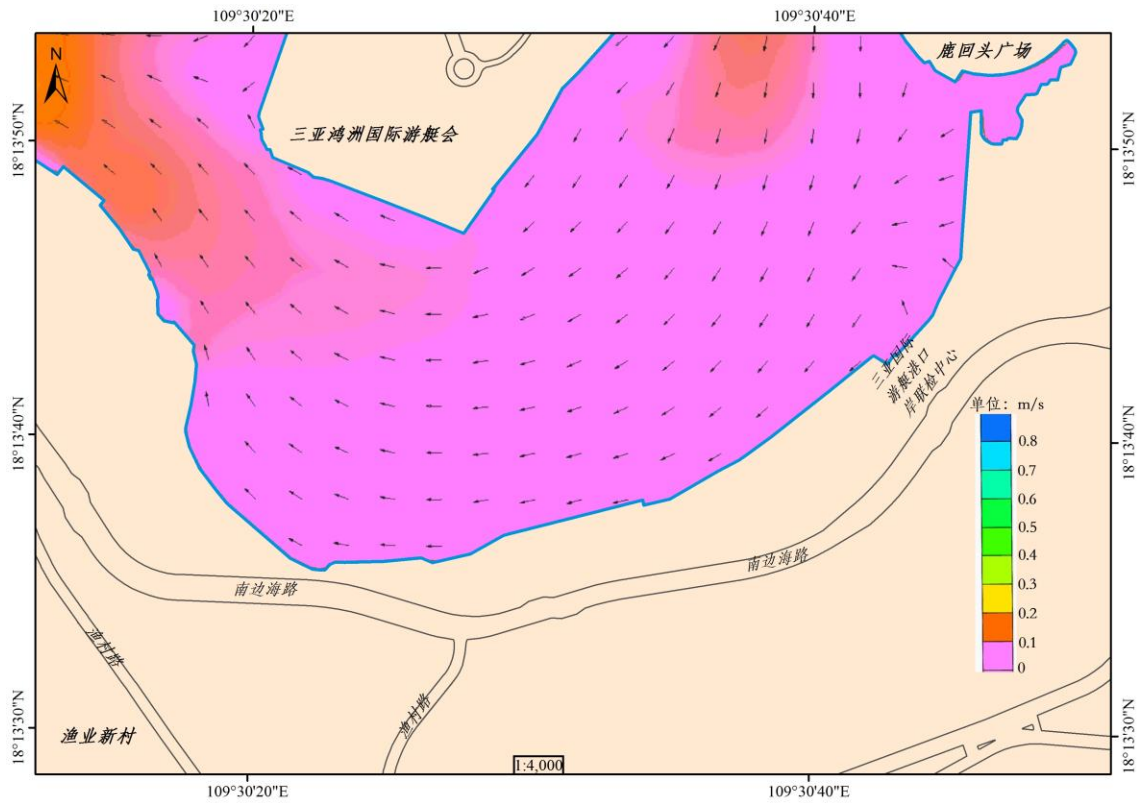 109°30'20"E
109°30'40"E
N
鹿回头广场
三亚鸿洲国际游艇会
18°13'50"N
18°13'50"N
三亚国际
游艇港口
岸联检中心
单位：m/s
0.8
0.7
0.6
0.5
0.4
0.3
0.2
0.1
0
18°13'40"N
18°13'40"N
南边海路
南边海路
渔村路
渔村路
渔业新村
18°13'30"N
18°13'30"N
1:4,000
109°30'20"E
109°30'40"E